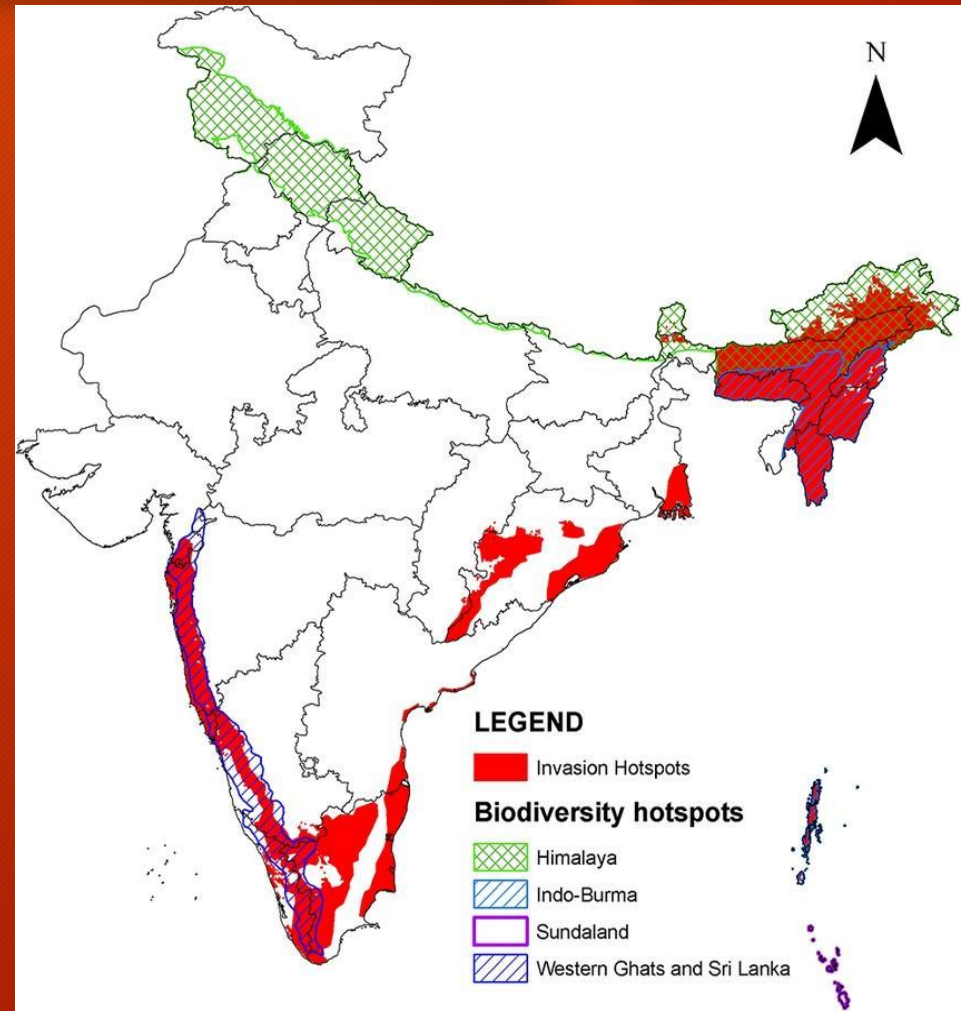 N
LEGEND
Invasion Hotspots
Biodiversity hotspots
Himalaya
Indo-Burma
Sundaland
Western Ghats and Sri Lanka